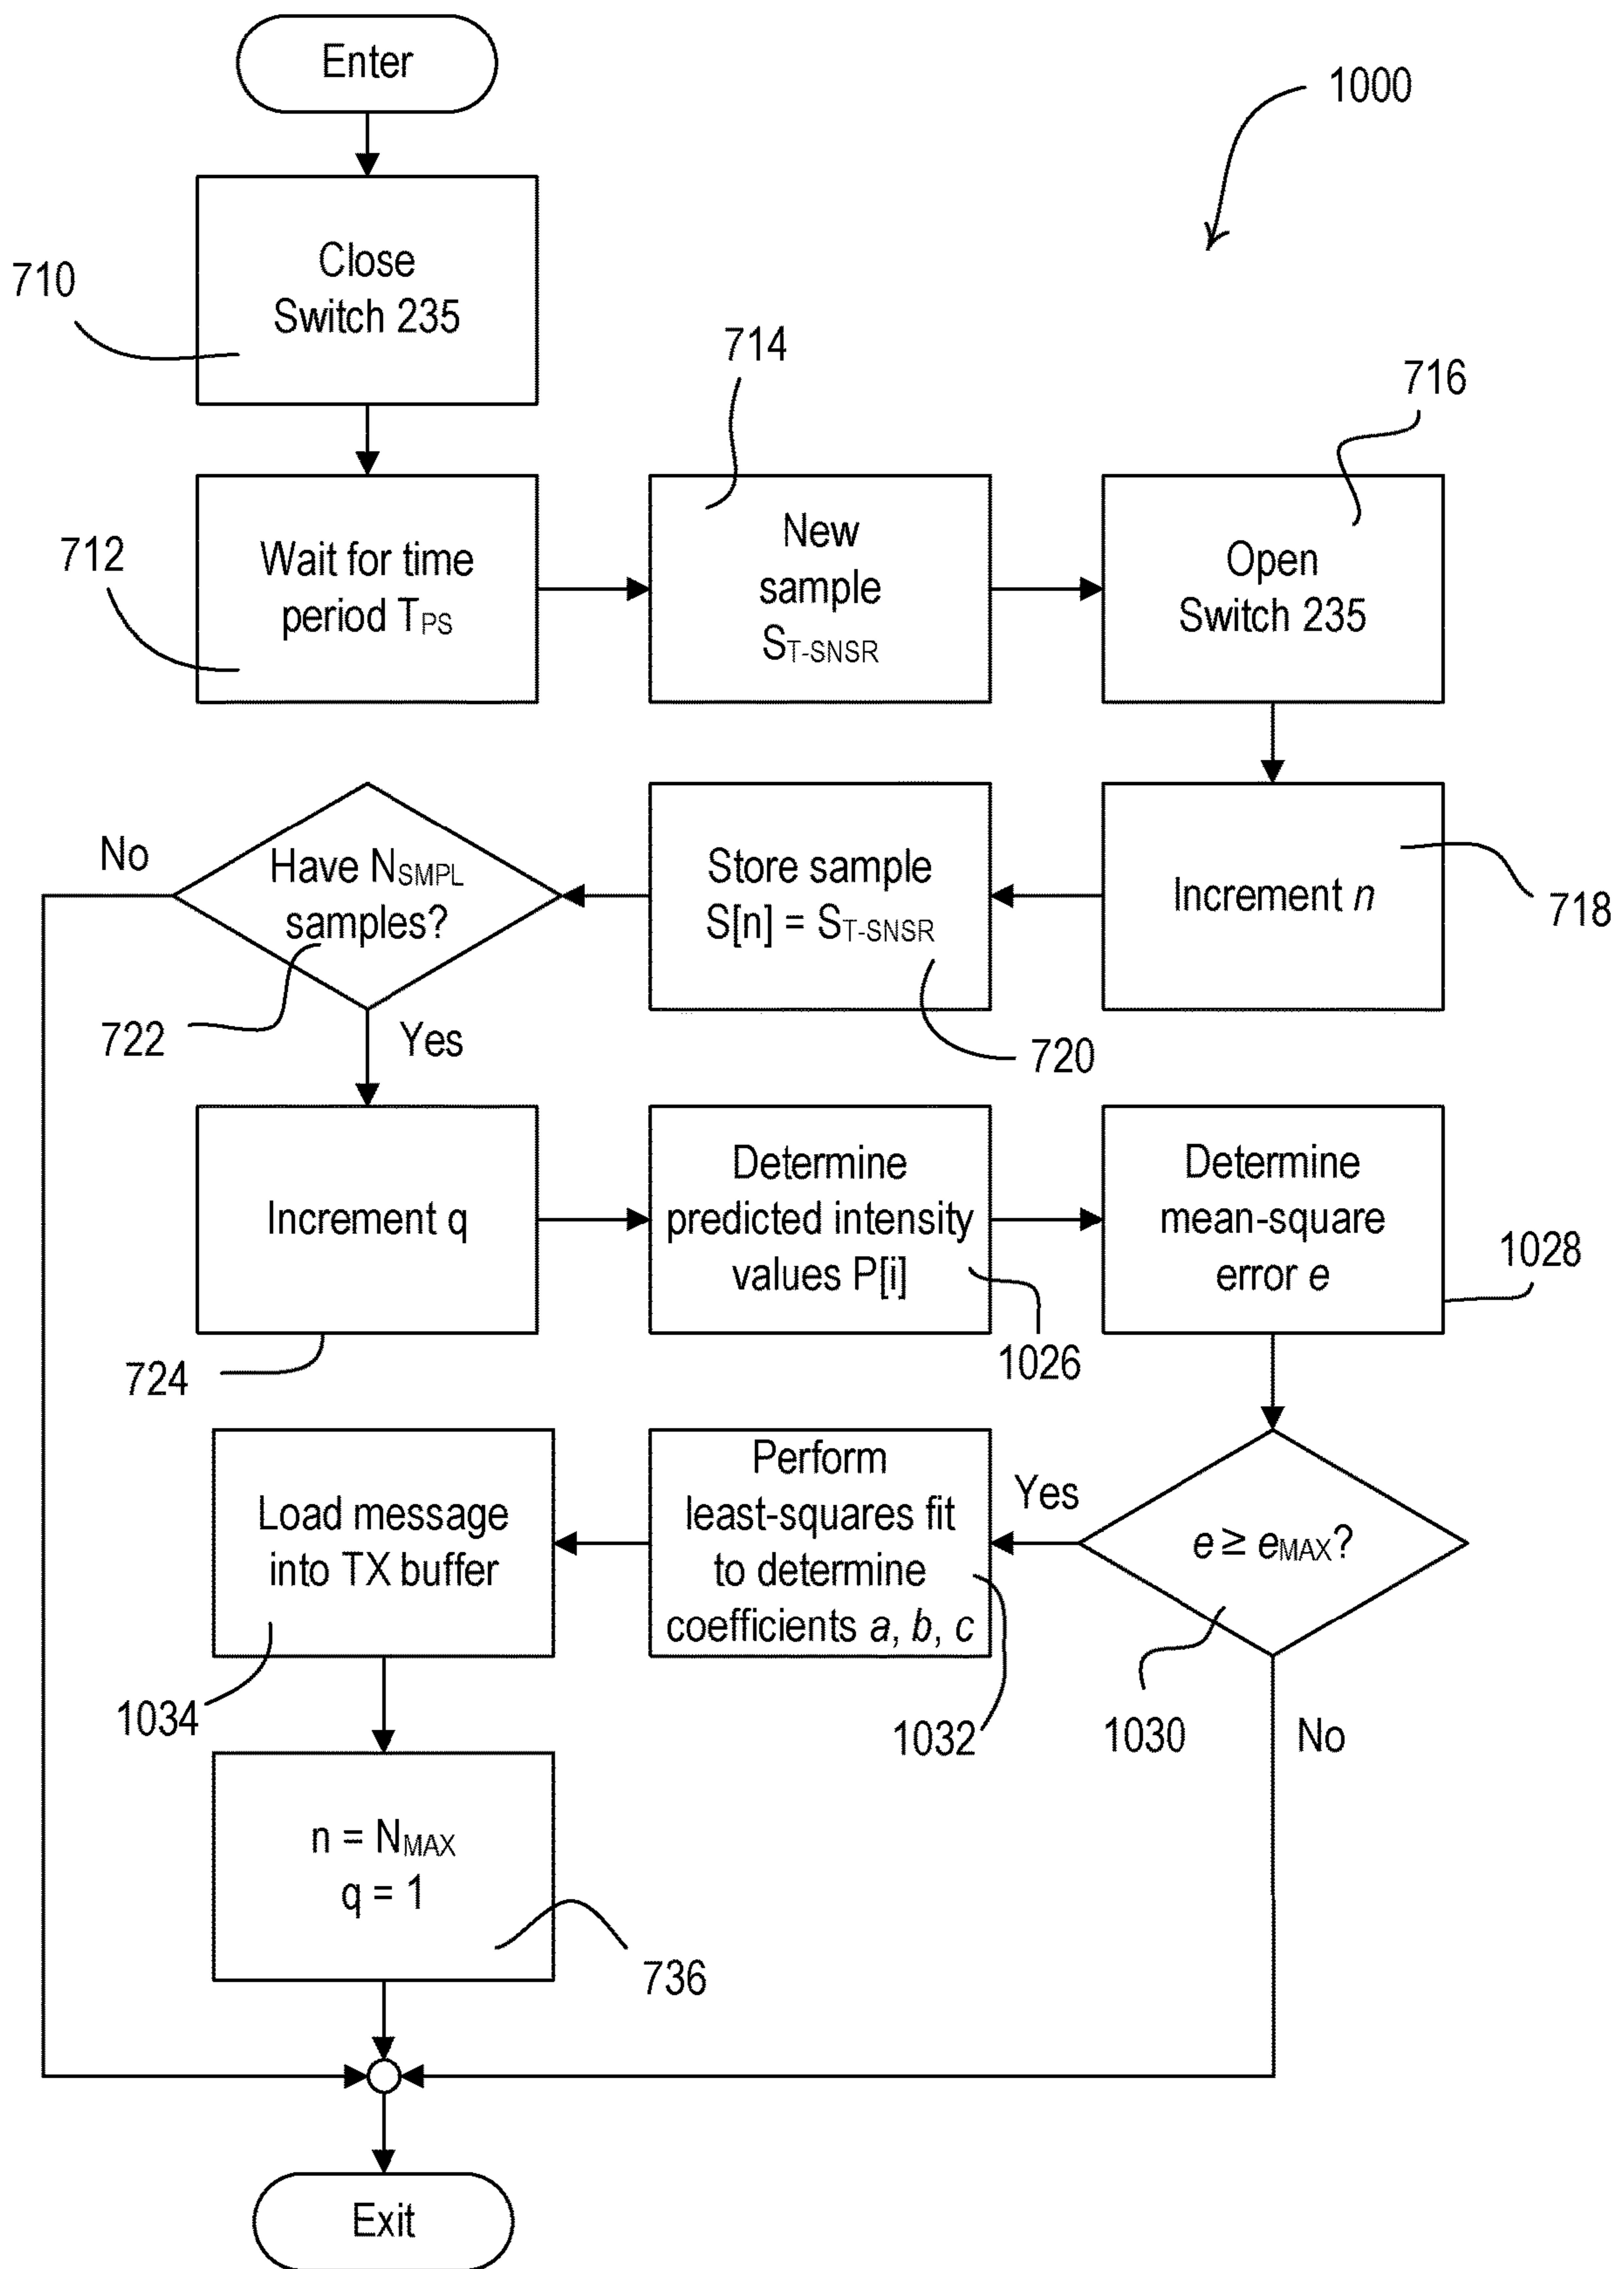 Enter
1000
710
Close
Switch 235
714
716
712
Wait for time
period TPS
New
sample
ST-SNSR
Open
Switch 235
No
Have NSMPL
samples?
Store sample
S[n] = ST-SNSR
Increment n
718
722
Yes
720
Increment q
Determine
predicted intensity
values P[i]
Determine
mean-square
error e
1028
724
1026
Load message
into TX buffer
Perform
least-squares fit
to determine
coefficients a, b, c
Yes
e ≥ eMAX?
1034
1032
1030
No
n = NMAX
q = 1
736
Exit